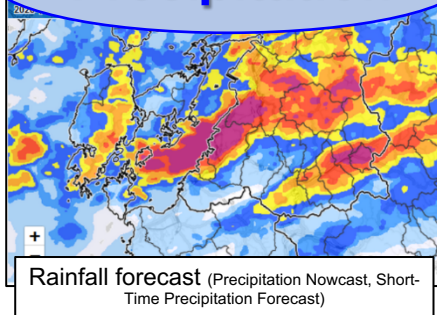 +
Rainfall forecast (Precipitation Nowcast, Short-
Time Precipitation Forecast)